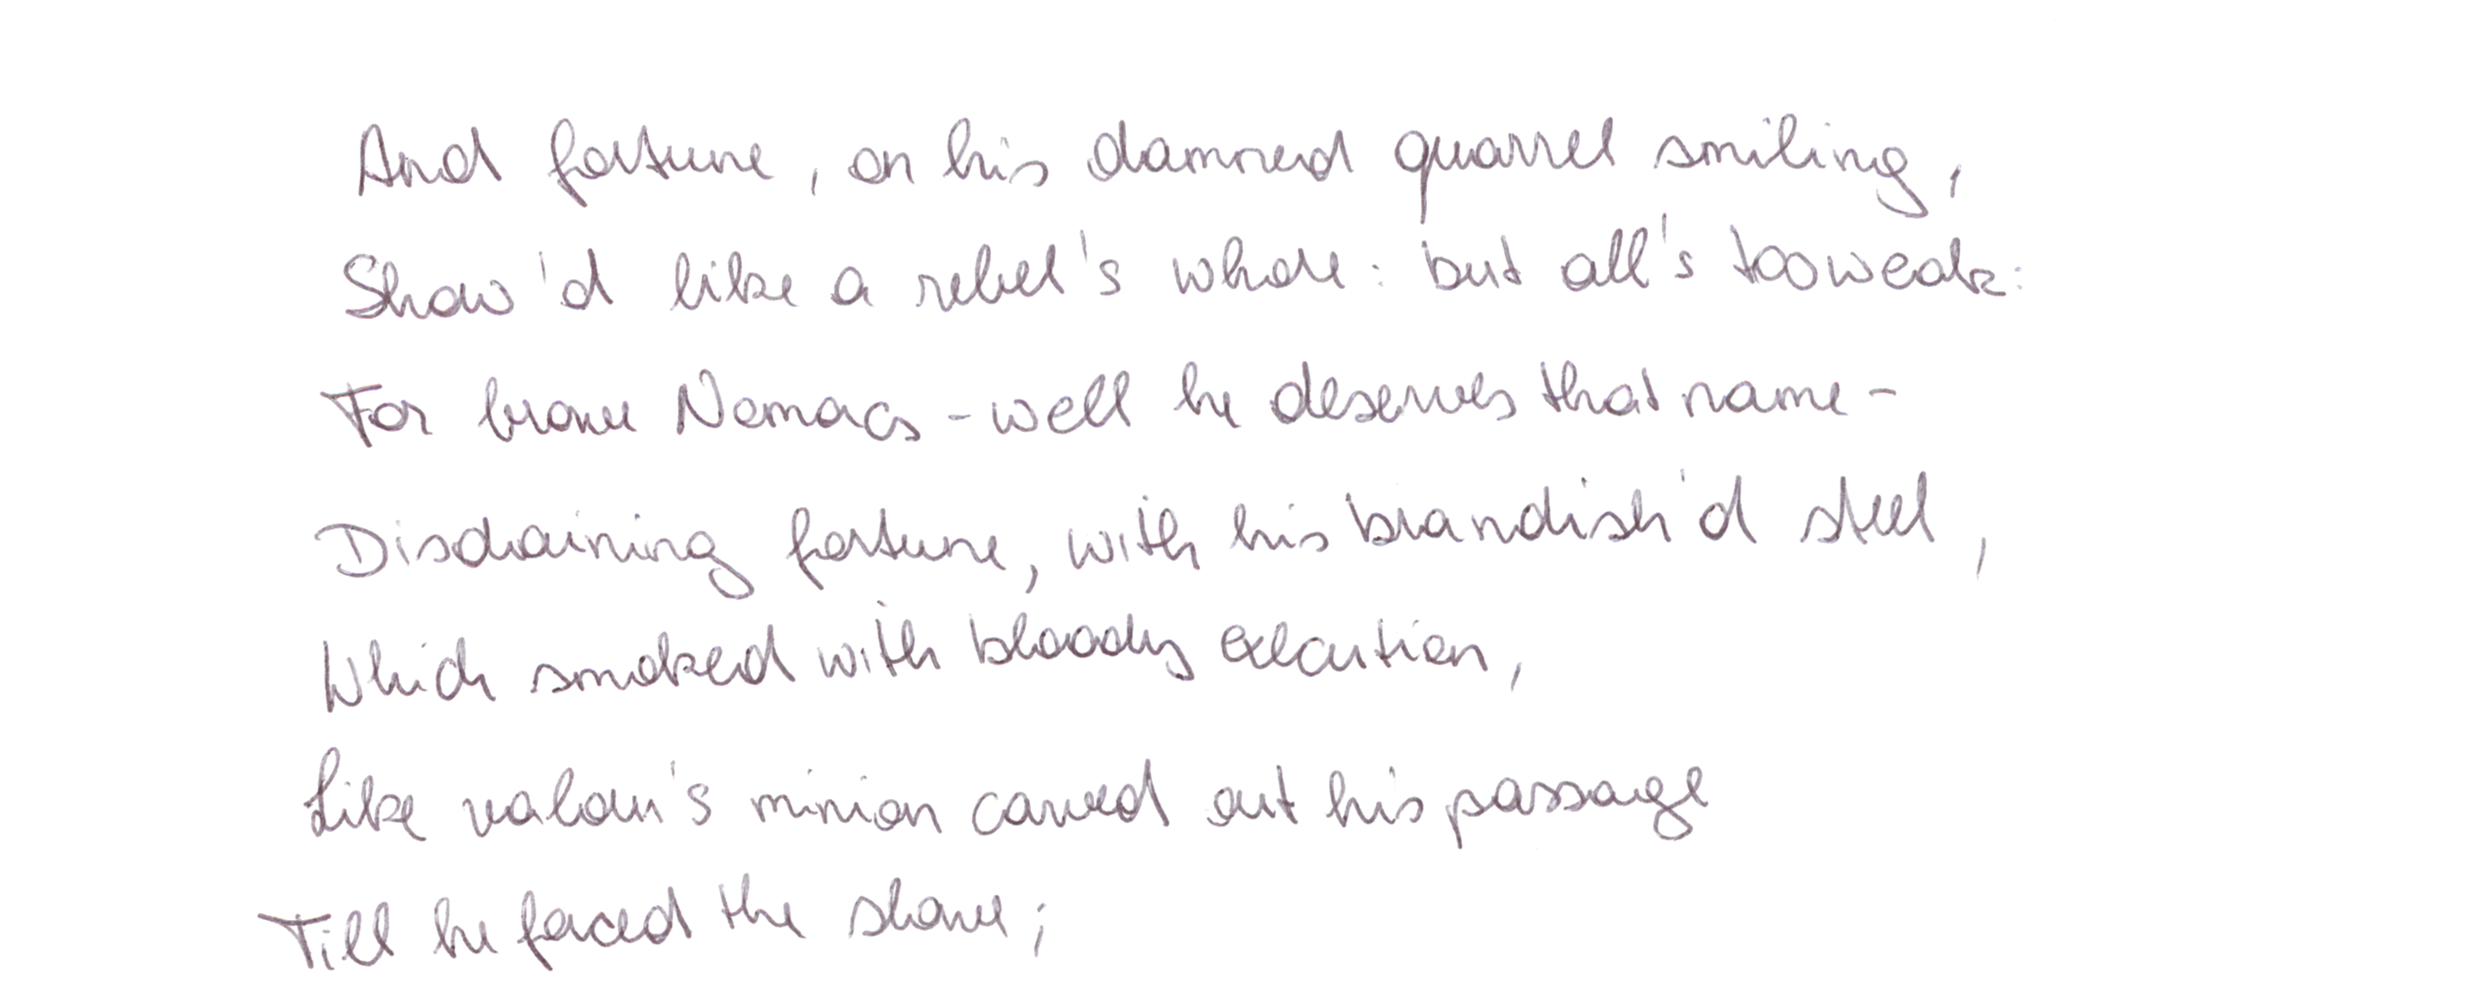 And fortune, on his damned quarrel smiling,
Show'd like a rebel's whore: but all's too weak:
For brave Nomacs - well he deserves that name -
Disdaining fortune, with his brandish'd steel,
Which smoked with bloody execution,
Like valour's minion carved out his passage
Till he faced the slave;